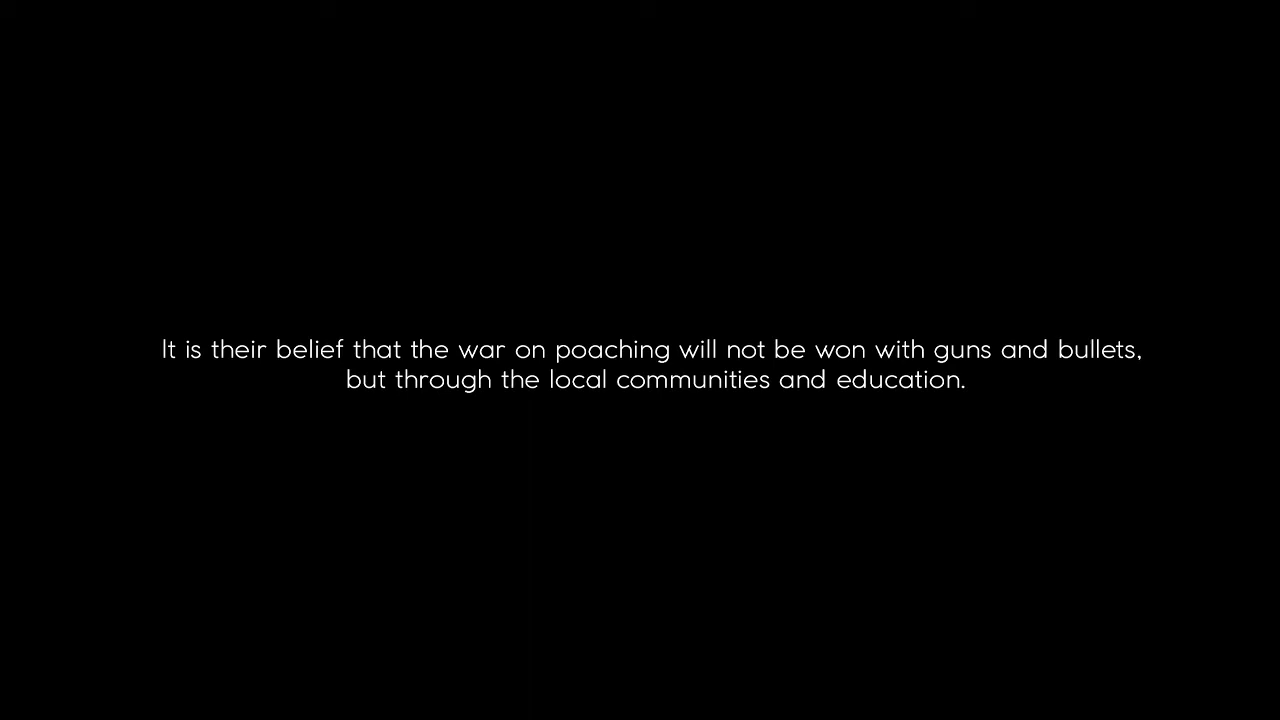 It is their belief that the war on poaching will not be won with guns and bullets,
but through the local communities and education.